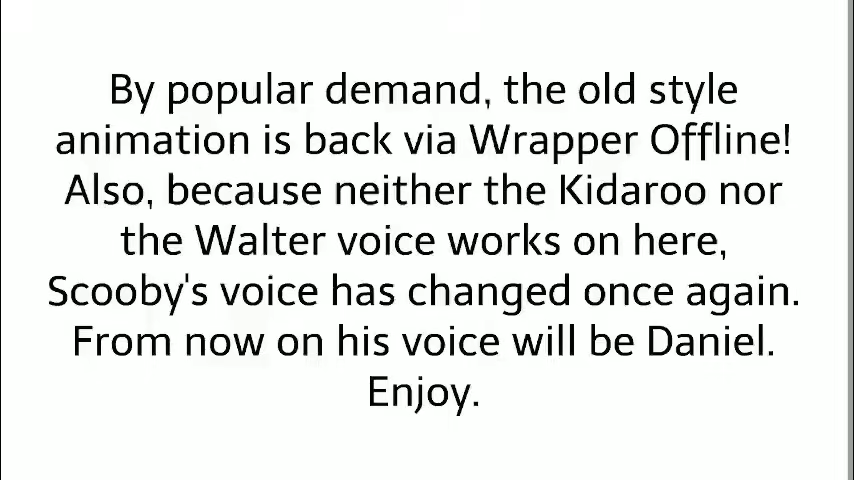 By popular demand, the old style
animation is back via Wrapper Offline!
Also, because neither the Kidaroo nor
the Walter voice works on here,
Scooby's voice has changed once again.
From now on his voice will be Daniel.
Enjoy.